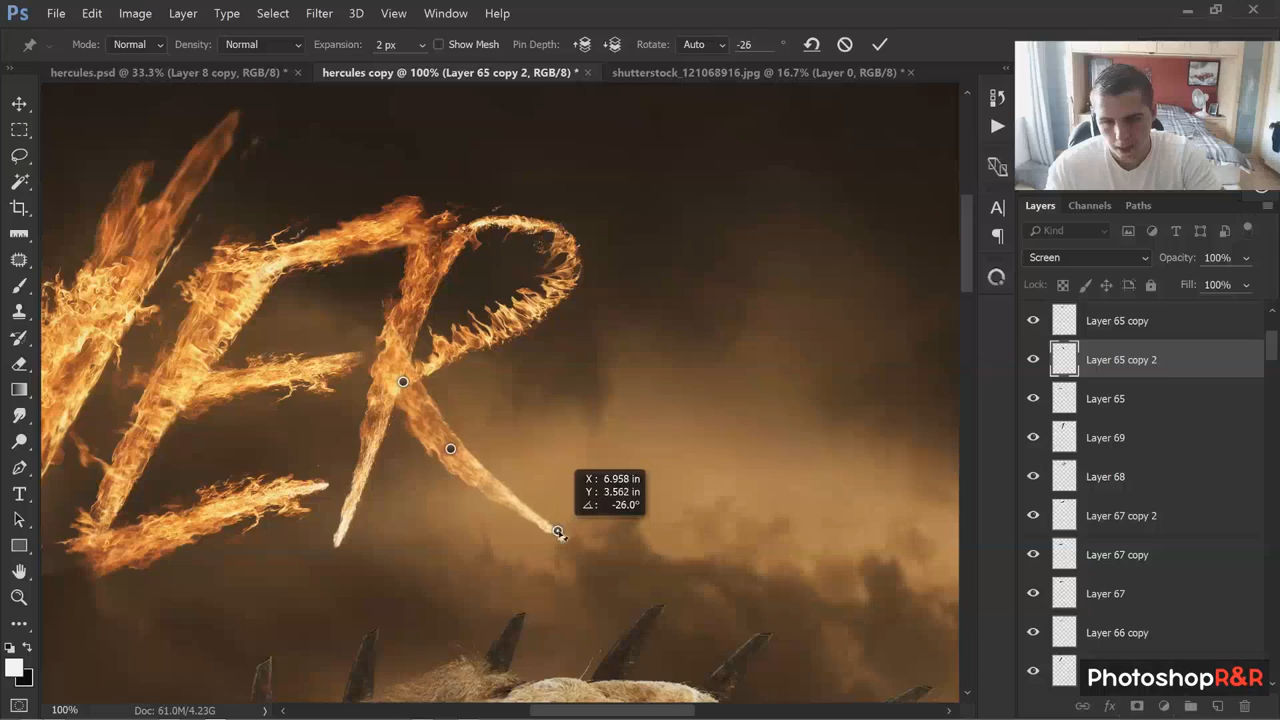 Ps File Edit Image Layer Type Select Filter 3D View Window Help
Mode: Normal Density: Normal Expansion: 2 px Show Mesh Pin Depth: Rotate: Auto -26 °
hercules.psd @ 33.3% (Layer 8 copy, RGB/8) * × hercules copy @ 100% (Layer 65 copy 2, RGB/8) * × shutterstock_121068916.jpg @ 16.7% (Layer 0, RGB/8) * ×
ER
X: 6.958 in
Y: 3.562 in
∠: -26.0°
Layers Channels Paths
Kind
Screen Opacity: 100%
Lock: Fill: 100%
Layer 65 copy
Layer 65 copy 2
Layer 65
Layer 69
Layer 68
Layer 67 copy 2
Layer 67 copy
Layer 67
Layer 66 copy
PhotoshopR&R
100% Doc: 61.0M/4.23G